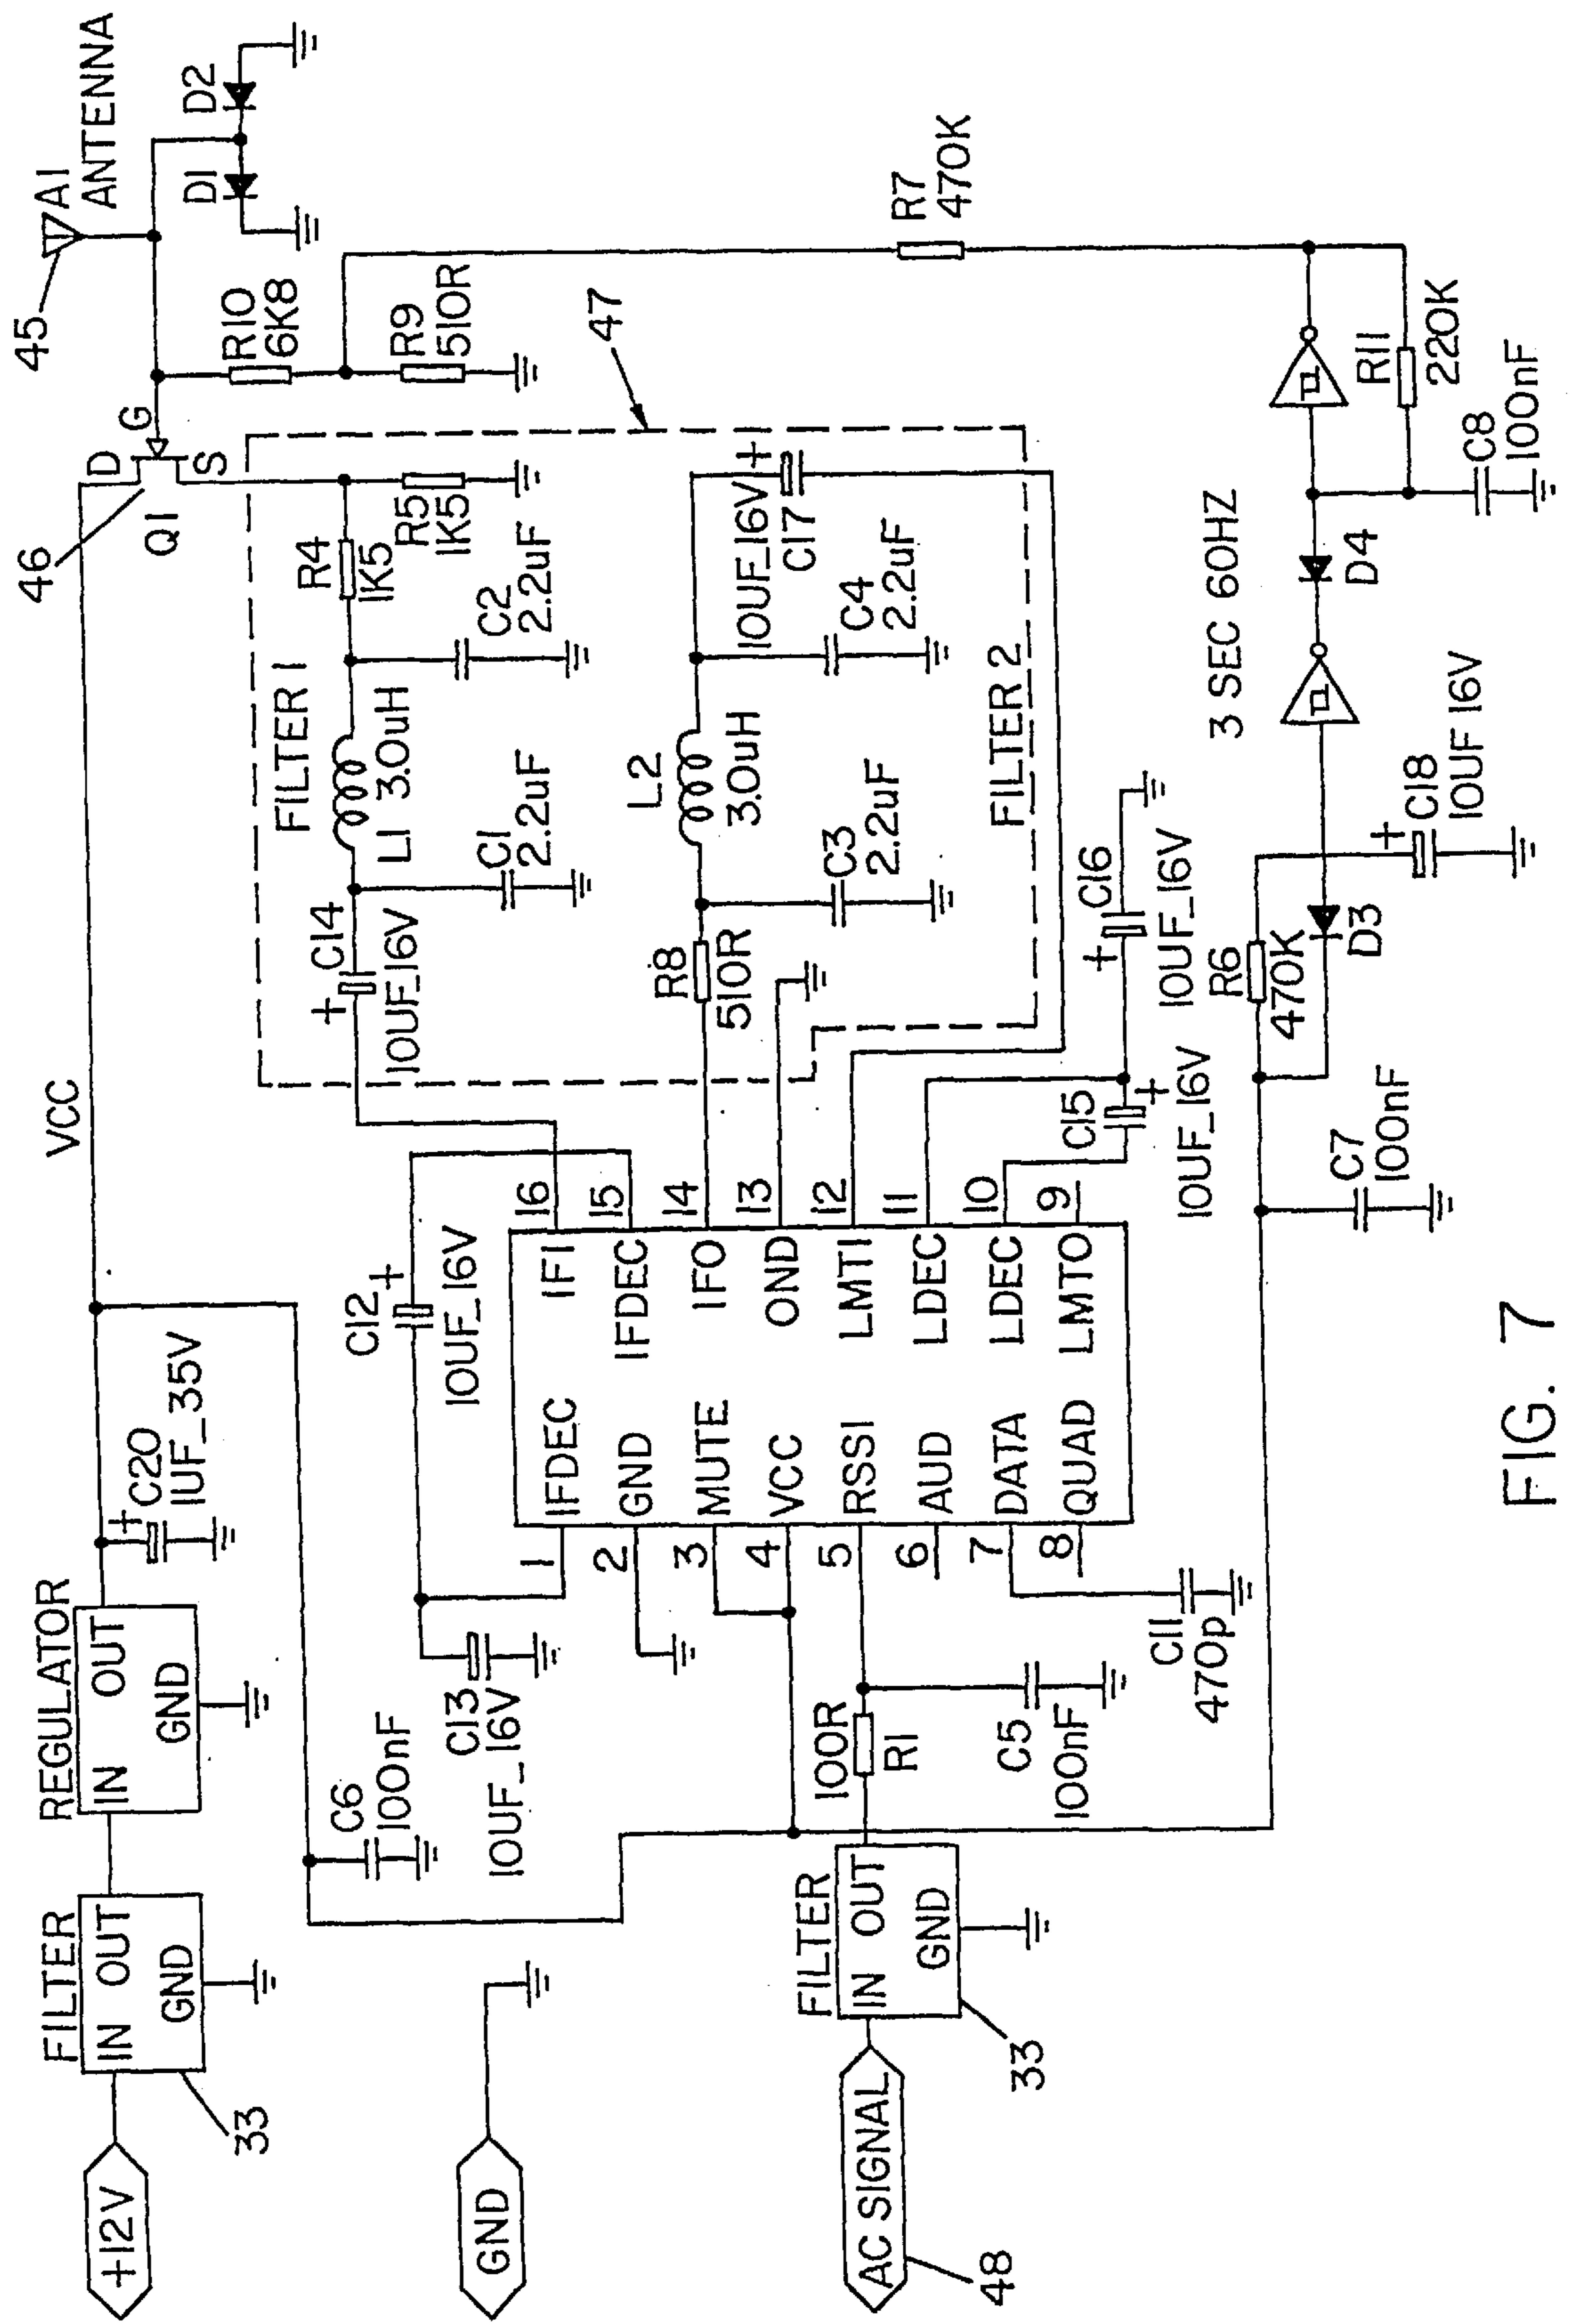 +12V
33
FILTER
IN OUT
GND
REGULATOR
IN OUT
GND
C20
1UF_35V
+
VCC
46
Q1
D
G
S
45
A1
ANTENNA
D1
D2
R10
6K8
R9
510R
47
R7
470K
C6
100nF
C12
+
10UF_16V
C13
10UF_16V
FILTER 1
C14
+
10UF_16V
L1 3.0uH
C1
2.2uF
R4
1K5
R5
1K5
C2
2.2uF
GND
1
2
3
4
5
6
7
8
IFDEC
GND
MUTE
VCC
RSSI
AUD
DATA
QUAD
IFI
IFDEC
IFO
OND
LMTI
LDEC
LDEC
LMTO
16
15
14
13
12
11
10
9
R8
510R
L2
3.0uH
C3
2.2uF
10UF_16V
+
C17
C4
2.2uF
FILTER 2
AC SIGNAL
48
FILTER
IN OUT
GND
33
100R
R1
C5
100nF
C11
470p
C15
+
10UF_16V
C16
+
10UF_16V
3 SEC 60HZ
R6
470K
D3
C7
100nF
+
C18
10UF 16V
D4
R11
220K
C8
100nF
FIG. 7